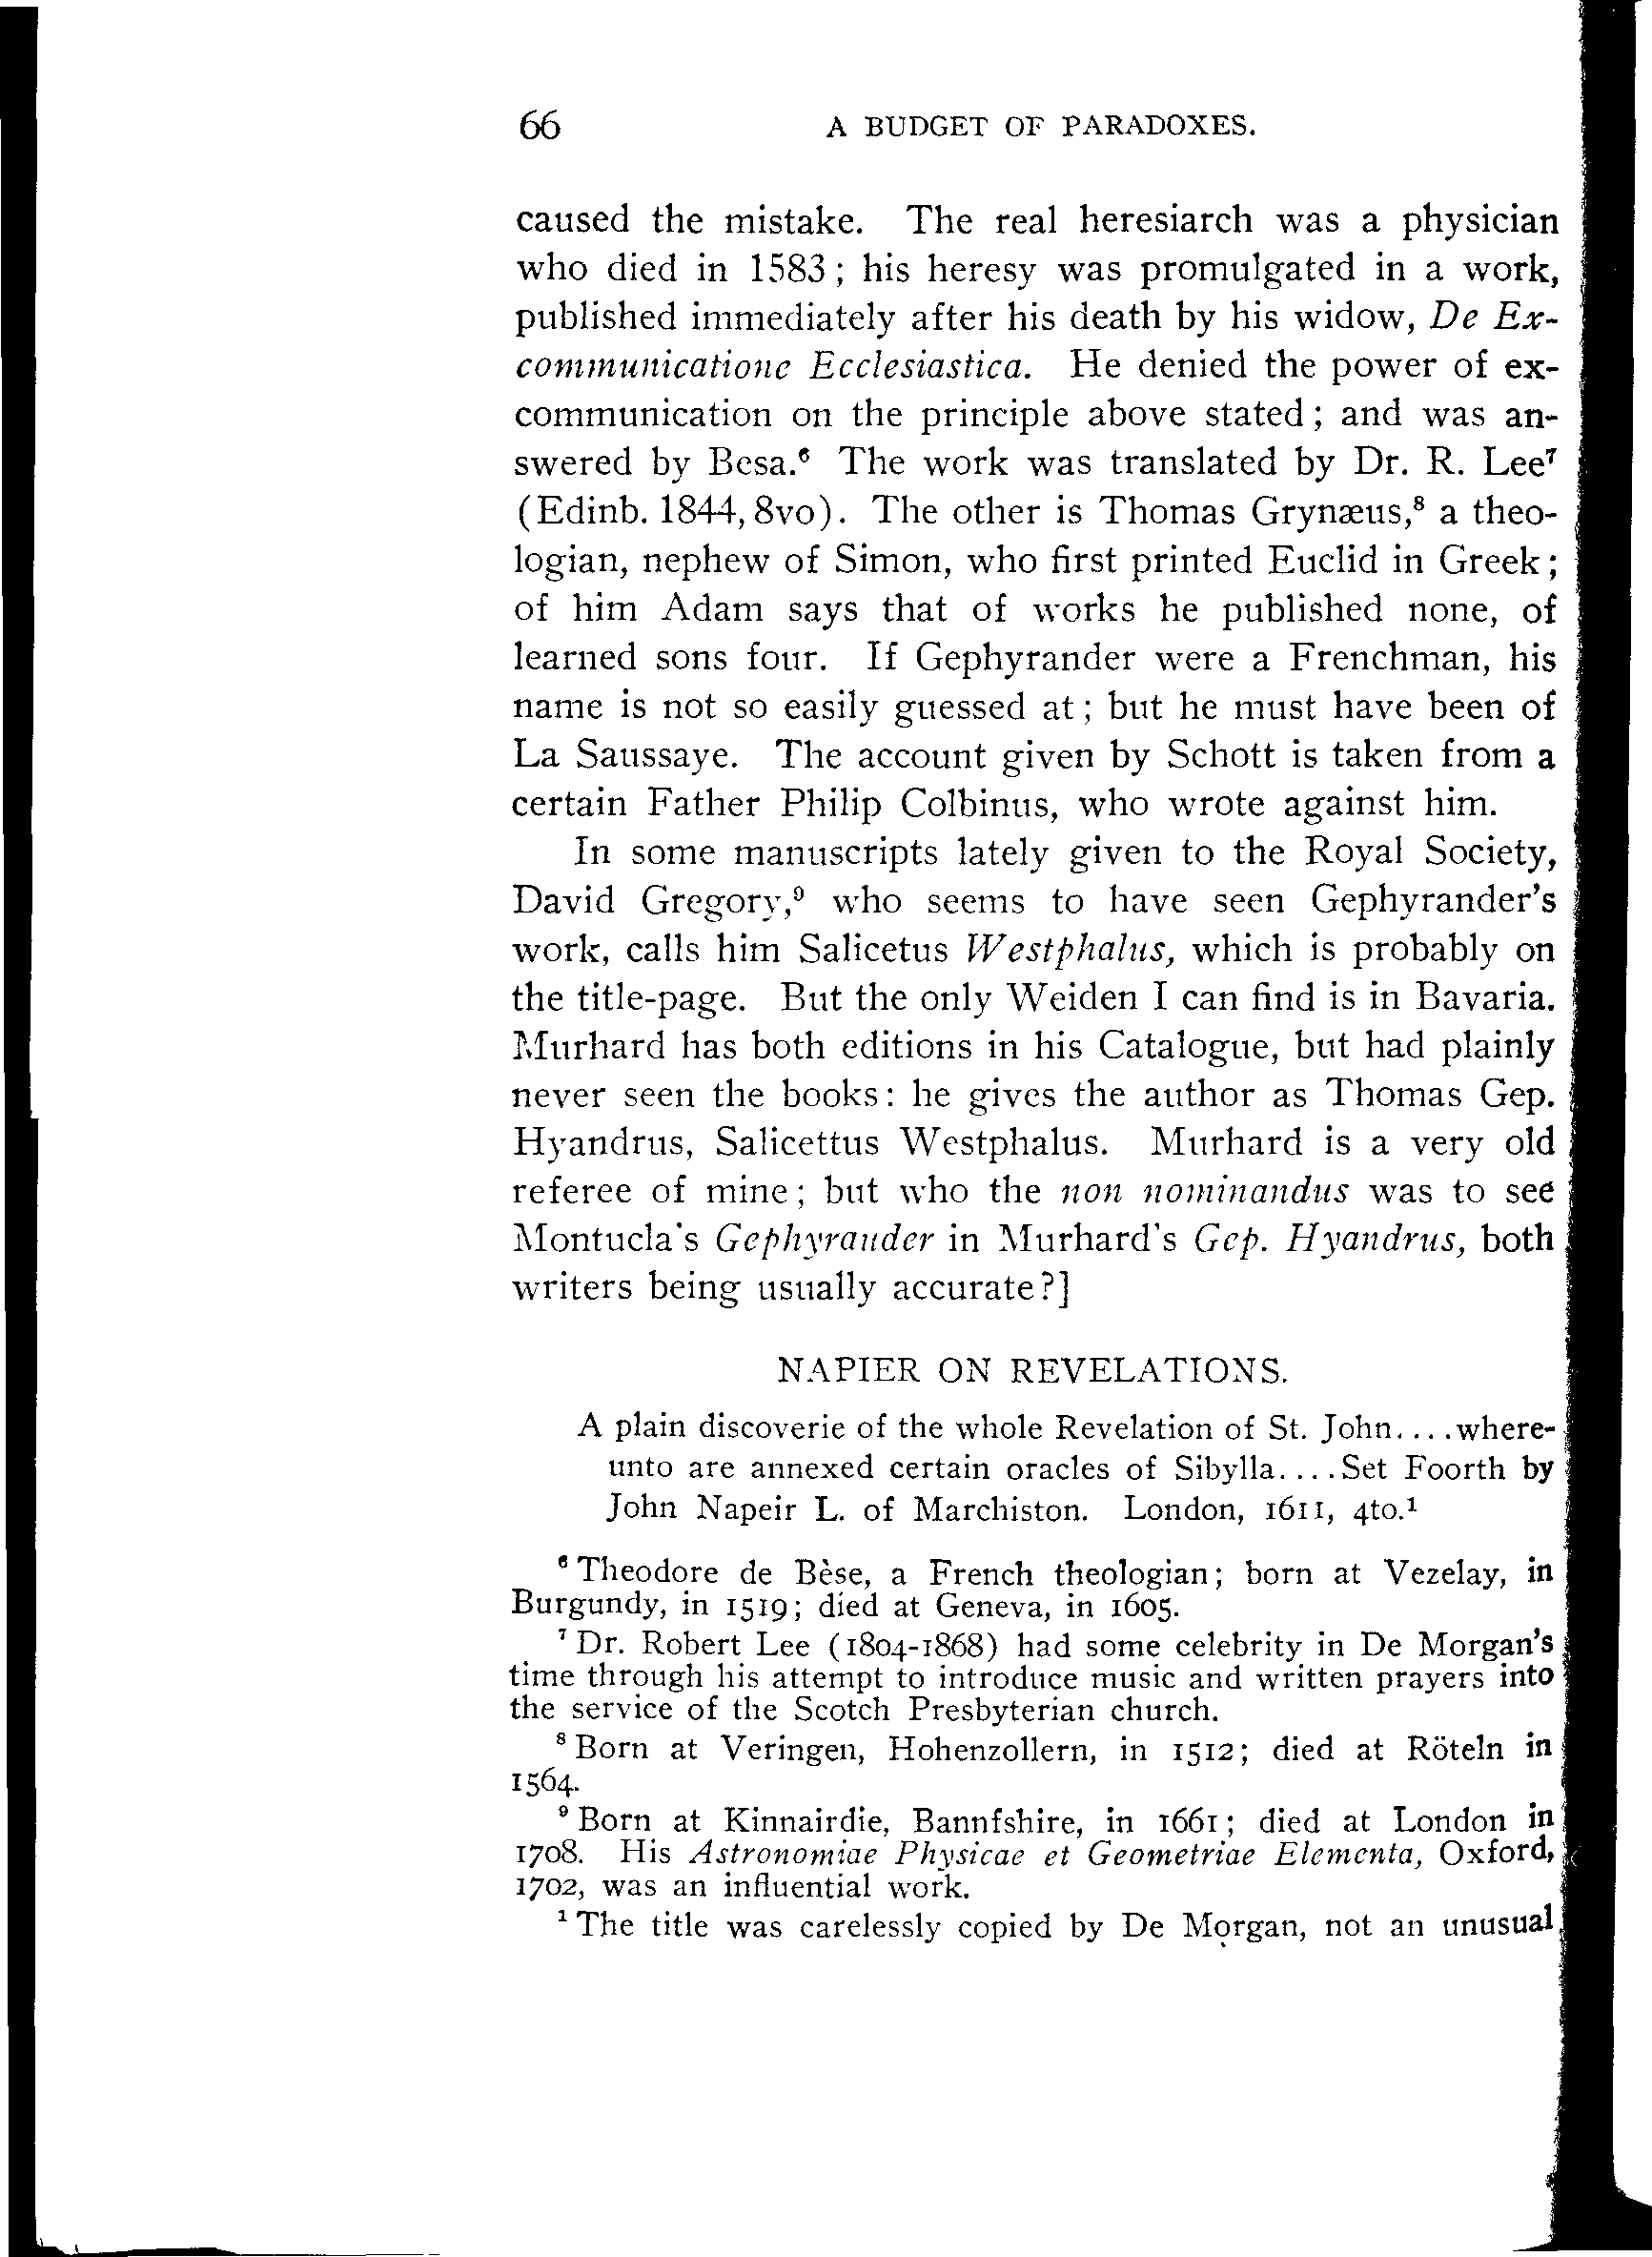 66 A BUDGET OF PARADOXES.
caused the mistake. The real heresiarch was a physician
who died in 1583; his heresy was promulgated in a work,
published immediately after his death by his widow, De Ex-
communicatione Ecclesiastica. He denied the power of ex-
communication on the principle above stated; and was an-
swered by Besa.⁶ The work was translated by Dr. R. Lee⁷
(Edinb. 1844, 8vo). The other is Thomas Grynæus,⁸ a theo-
logian, nephew of Simon, who first printed Euclid in Greek;
of him Adam says that of works he published none, of
learned sons four. If Gephyrander were a Frenchman, his
name is not so easily guessed at; but he must have been of
La Saussaye. The account given by Schott is taken from a
certain Father Philip Colbinus, who wrote against him.
In some manuscripts lately given to the Royal Society,
David Gregory,⁹ who seems to have seen Gephyrander's
work, calls him Salicetus Westphalus, which is probably on
the title-page. But the only Weiden I can find is in Bavaria.
Murhard has both editions in his Catalogue, but had plainly
never seen the books: he gives the author as Thomas Gep.
Hyandrus, Salicettus Westphalus. Murhard is a very old
referee of mine; but who the non nominandus was to see
Montucla's Gephyrander in Murhard's Gep. Hyandrus, both
writers being usually accurate?]
NAPIER ON REVELATIONS.
A plain discoverie of the whole Revelation of St. John....where-
unto are annexed certain oracles of Sibylla....Set Foorth by
John Napeir L. of Marchiston. London, 1611, 4to.¹
⁶ Theodore de Bèse, a French theologian; born at Vezelay, in
Burgundy, in 1519; died at Geneva, in 1605.
⁷ Dr. Robert Lee (1804-1868) had some celebrity in De Morgan's
time through his attempt to introduce music and written prayers into
the service of the Scotch Presbyterian church.
⁸ Born at Veringen, Hohenzollern, in 1512; died at Röteln in
1564.
⁹ Born at Kinnairdie, Bannfshire, in 1661; died at London in
1708. His Astronomiae Physicae et Geometriae Elementa, Oxford,
1702, was an influential work.
¹ The title was carelessly copied by De Morgan, not an unusual